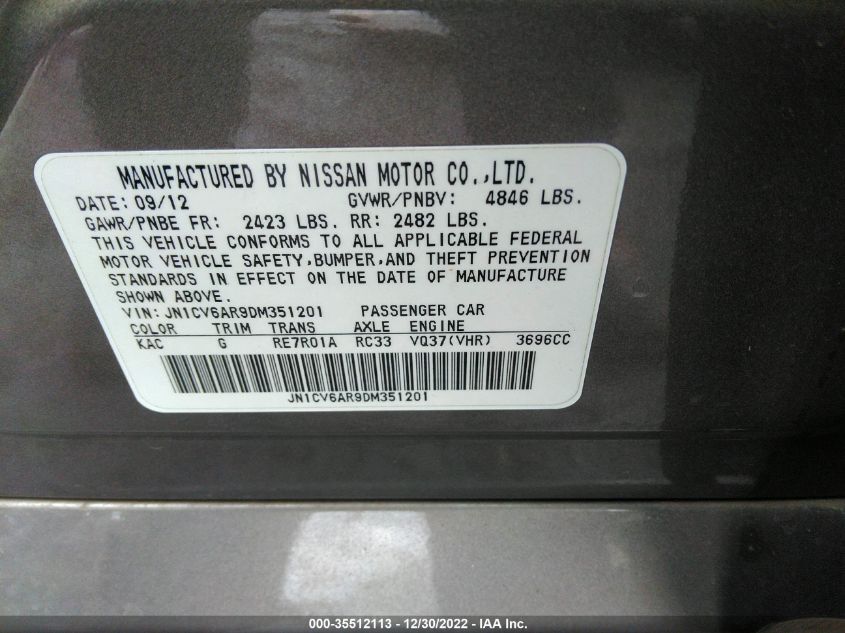 MANUFACTURED BY NISSAN MOTOR CO.,LTD.
DATE: 09/12 GVWR/PNBV: 4846 LBS.
GAWR/PNBE FR: 2423 LBS. RR: 2482 LBS.
THIS VEHICLE CONFORMS TO ALL APPLICABLE FEDERAL
MOTOR VEHICLE SAFETY,BUMPER,AND THEFT PREVENTION
STANDARDS IN EFFECT ON THE DATE OF MANUFACTURE
SHOWN ABOVE.
VIN: JN1CV6AR9DM351201 PASSENGER CAR
COLOR TRIM TRANS AXLE ENGINE
KAC G RE7R01A RC33 VQ37(VHR) 3696CC
JN1CV6AR9DM351201
000-35512113 - 12/30/2022 - IAA Inc.